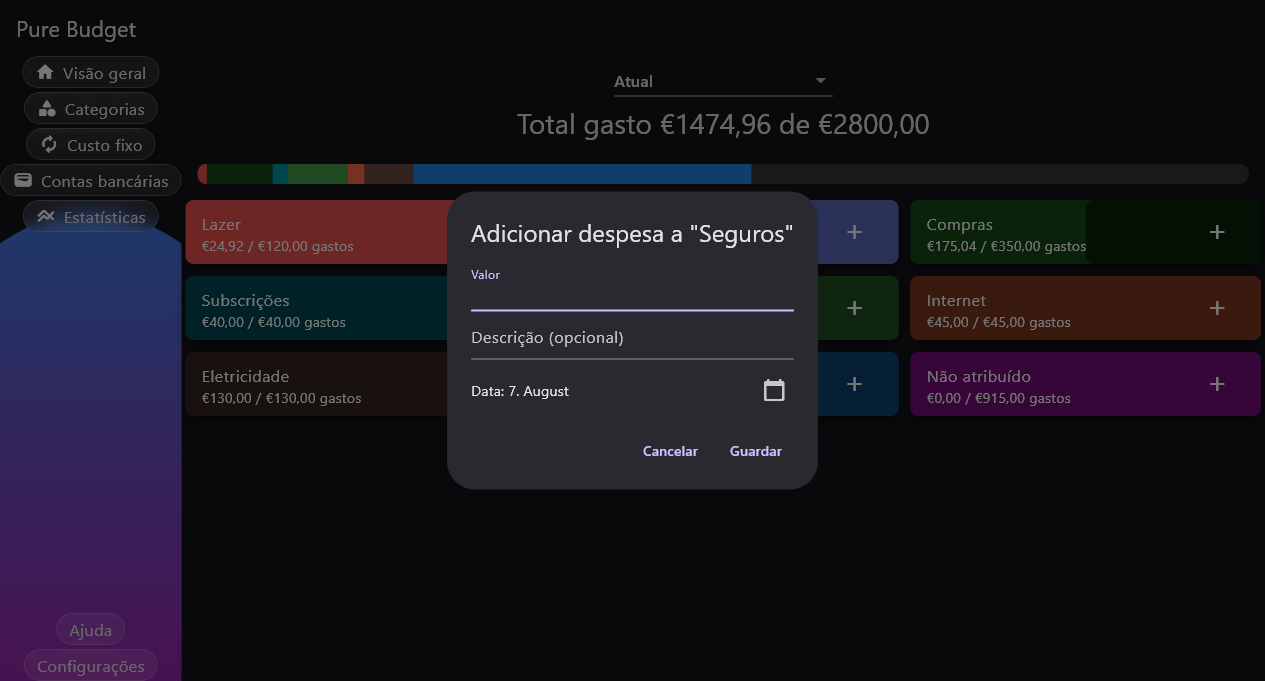 Pure Budget
Visão geral
Categorias
Custo fixo
Contas bancárias
Estatísticas
Ajuda
Configurações
Atual
Total gasto €1474,96 de €2800,00
Lazer
€24,92 / €120,00 gastos
+
Compras
€175,04 / €350,00 gastos
+
Subscrições
€40,00 / €40,00 gastos
+
Internet
€45,00 / €45,00 gastos
+
Eletricidade
€130,00 / €130,00 gastos
+
Não atribuído
€0,00 / €915,00 gastos
+
Adicionar despesa a "Seguros"
Valor
Descrição (opcional)
Data: 7. August
Cancelar Guardar